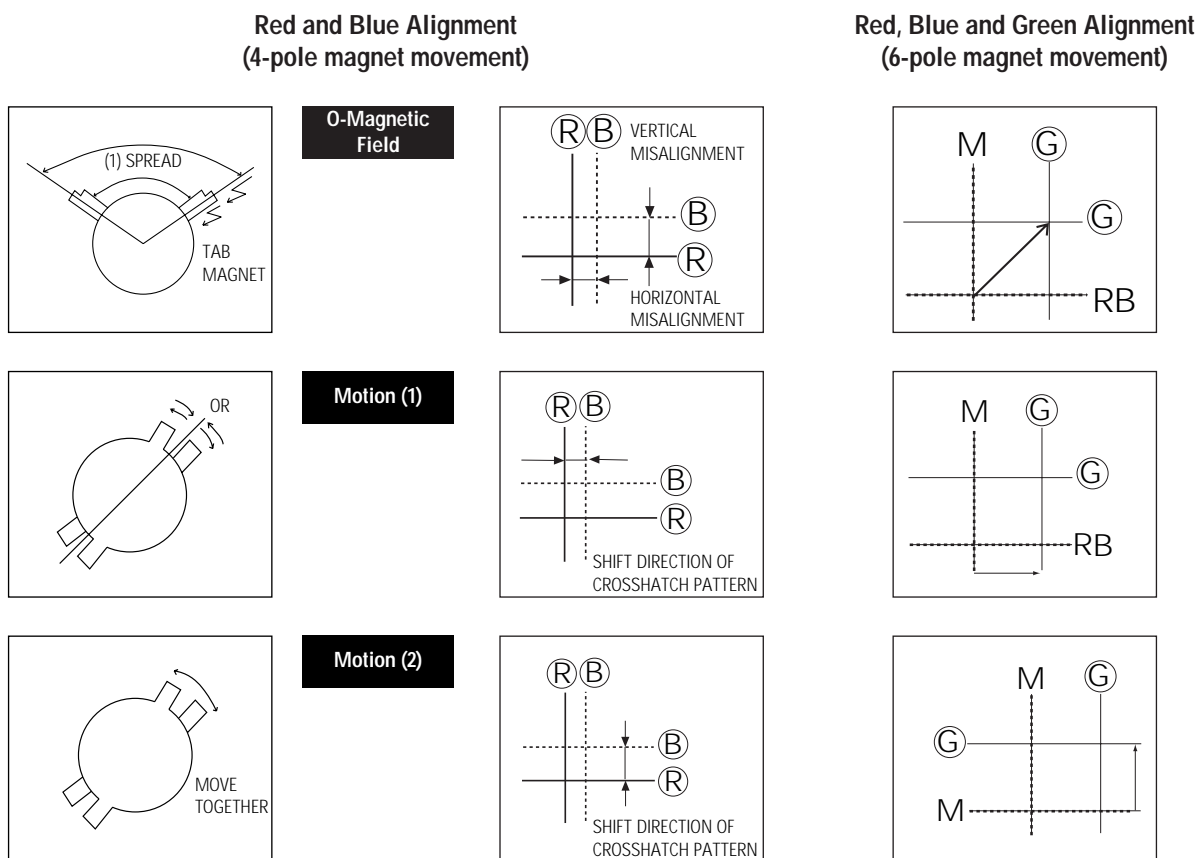 Red and Blue Alignment
(4-pole magnet movement)
Red, Blue and Green Alignment
(6-pole magnet movement)
(1) SPREAD
TAB
MAGNET
O-Magnetic
Field
R B VERTICAL
MISALIGNMENT
B
R
HORIZONTAL
MISALIGNMENT
M G
G
RB
OR
Motion (1)
R B
B
R
SHIFT DIRECTION OF
CROSSHATCH PATTERN
M G
G
RB
MOVE
TOGETHER
Motion (2)
R B
B
R
SHIFT DIRECTION OF
CROSSHATCH PATTERN
M G
G
M